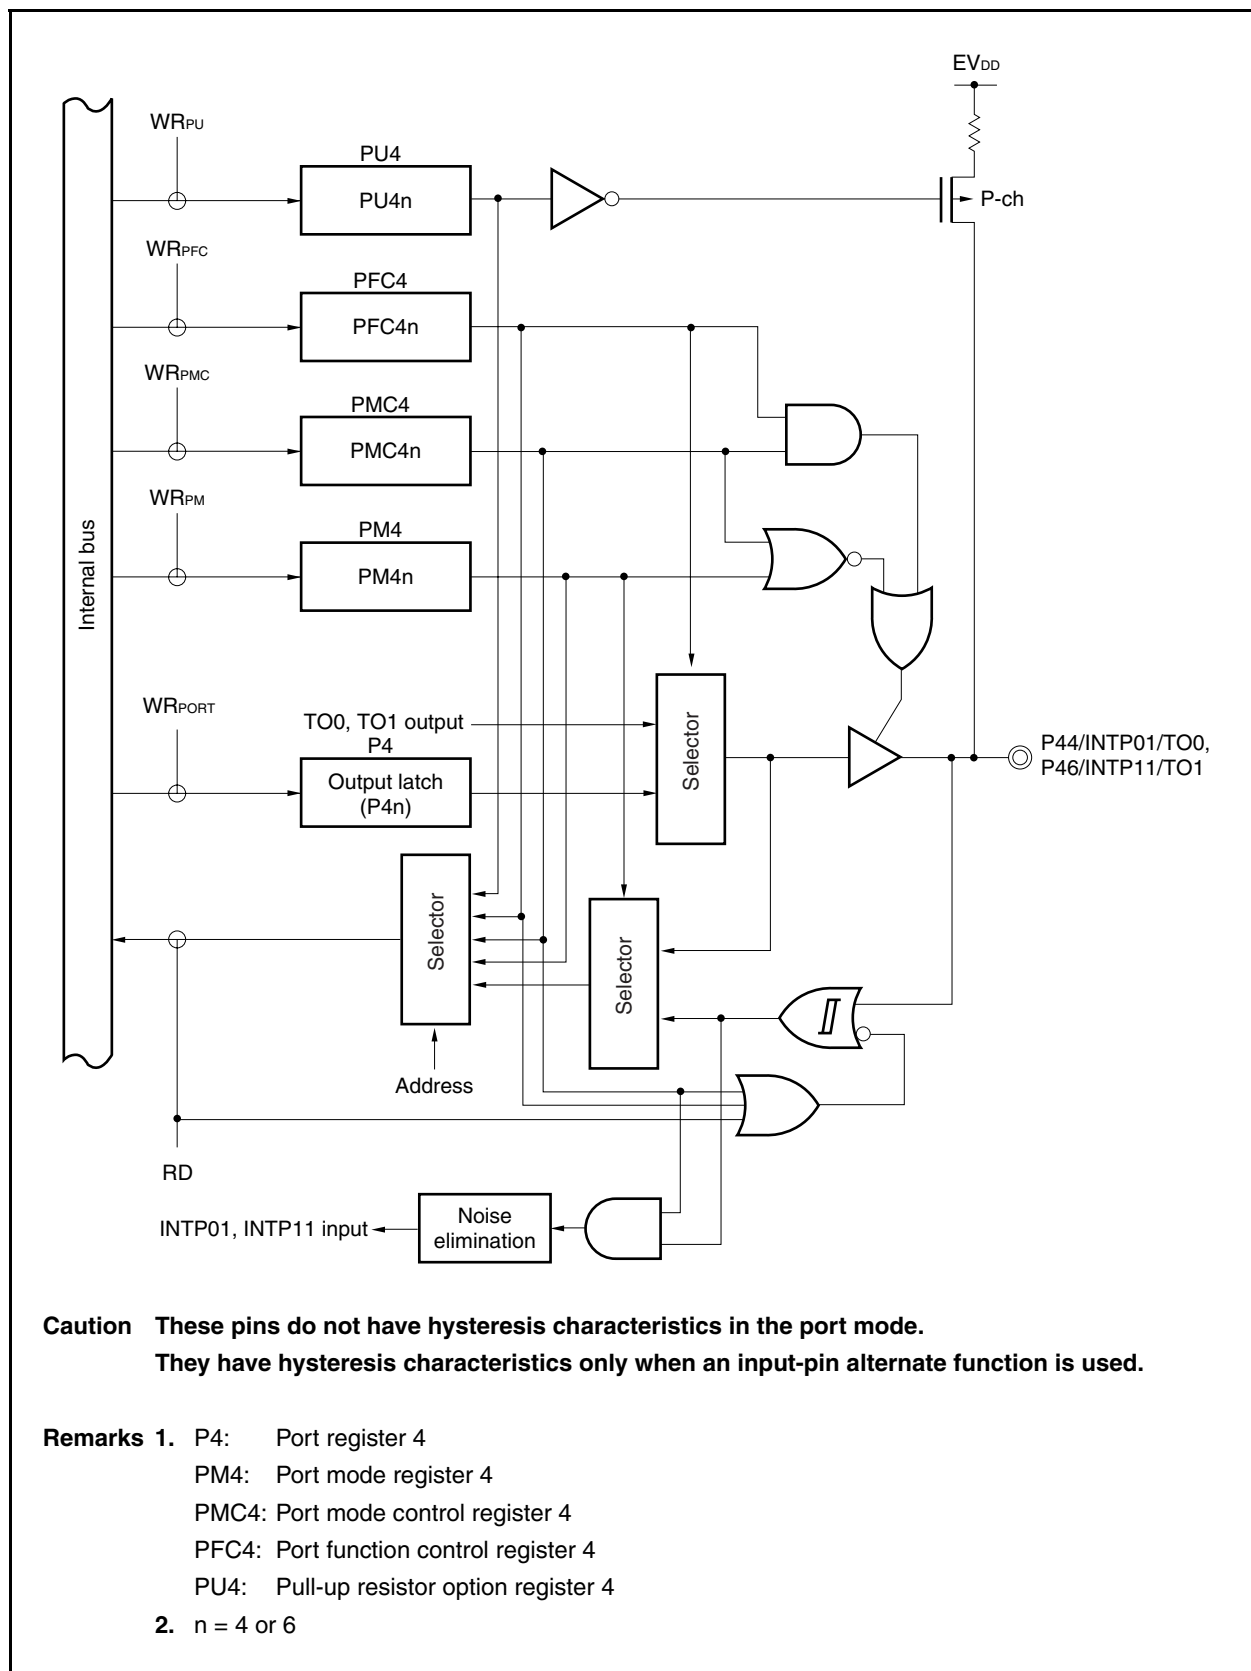 EVDD
WRPU
PU4
PU4n
P-ch
WRPFC
PFC4
PFC4n
WRPMC
PMC4
PMC4n
WRPM
PM4
PM4n
Internal bus
WRPORT
TO0, TO1 output
P4
Output latch
(P4n)
Selector
P44/INTP01/TO0,
P46/INTP11/TO1
Selector
Selector
Address
RD
INTP01, INTP11 input
Noise
elimination
Caution These pins do not have hysteresis characteristics in the port mode.
They have hysteresis characteristics only when an input-pin alternate function is used.
Remarks 1. P4: Port register 4
PM4: Port mode register 4
PMC4: Port mode control register 4
PFC4: Port function control register 4
PU4: Pull-up resistor option register 4
2. n = 4 or 6